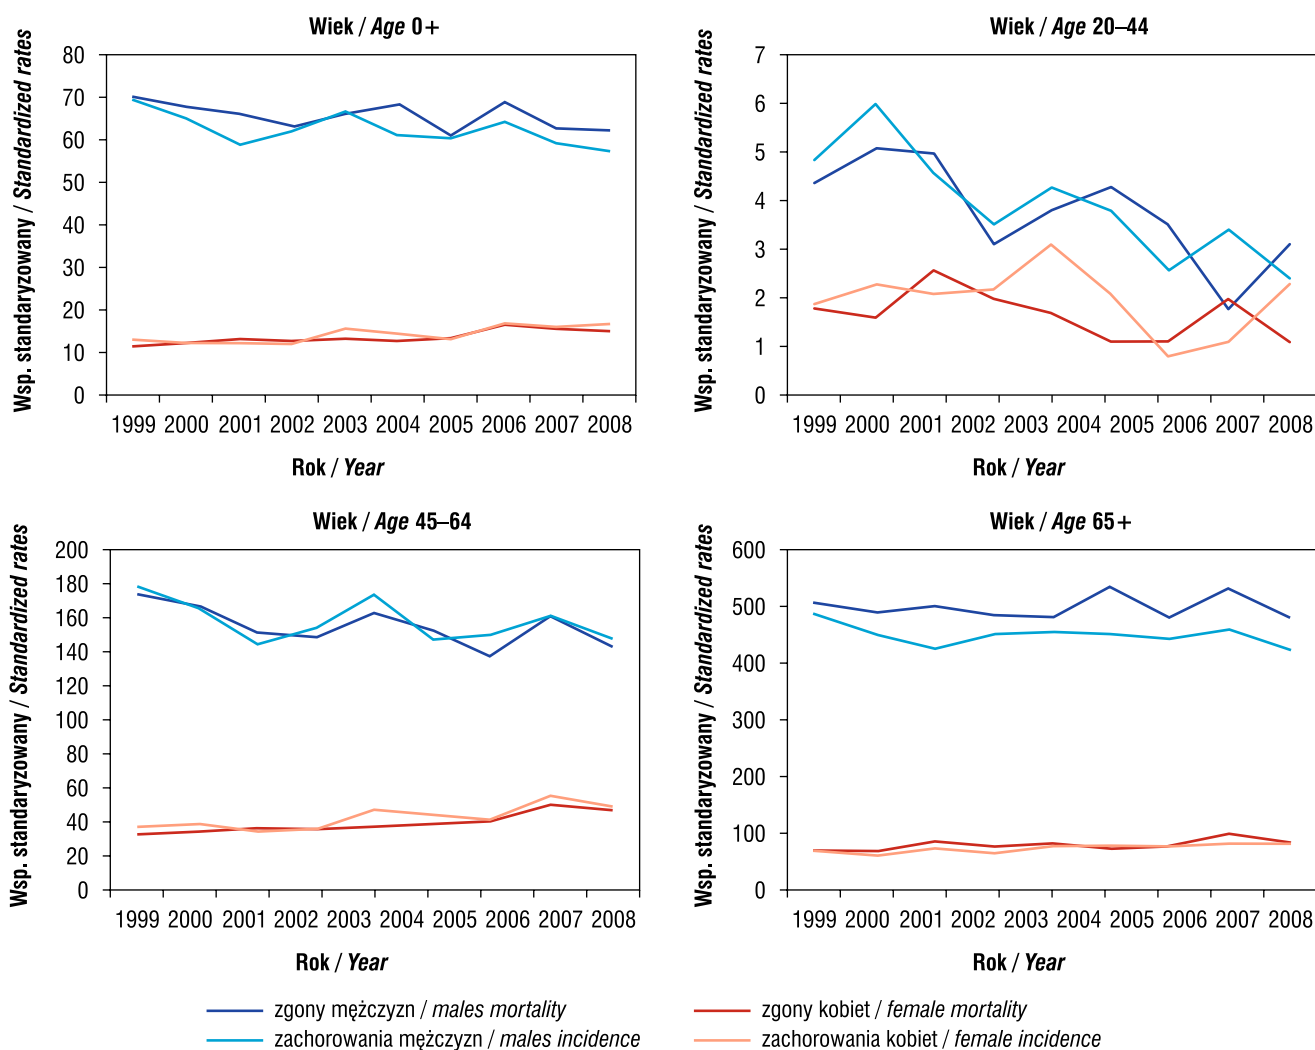 Wiek / Age 0+
Wsp. standaryzowany / Standardized rates
80
70
60
50
40
30
20
10
0
1999 2000 2001 2002 2003 2004 2005 2006 2007 2008
Rok / Year
Wiek / Age 20–44
Wsp. standaryzowany / Standardized rates
7
6
5
4
3
2
1
0
1999 2000 2001 2002 2003 2004 2005 2006 2007 2008
Rok / Year
Wiek / Age 45–64
Wsp. standaryzowany / Standardized rates
200
180
160
140
120
100
80
60
40
20
0
1999 2000 2001 2002 2003 2004 2005 2006 2007 2008
Rok / Year
Wiek / Age 65+
Wsp. standaryzowany / Standardized rates
600
500
400
300
200
100
0
1999 2000 2001 2002 2003 2004 2005 2006 2007 2008
Rok / Year
zgony mężczyzn / males mortality
zachorowania mężczyzn / males incidence
zgony kobiet / female mortality
zachorowania kobiet / female incidence